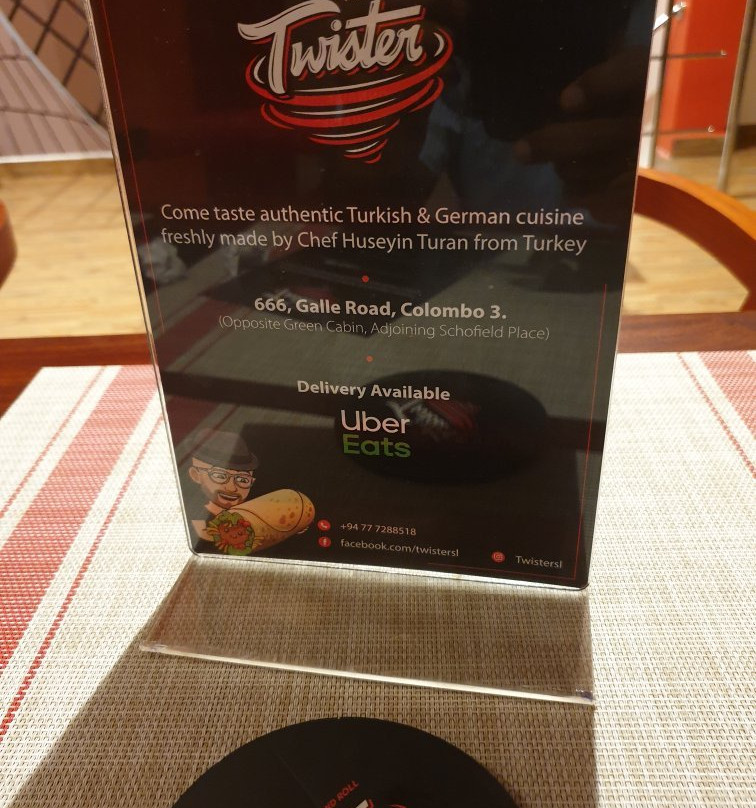 Twister
Come taste authentic Turkish & German cuisine
freshly made by Chef Huseyin Turan from Turkey
666, Galle Road, Colombo 3.
(Opposite Green Cabin, Adjoining Schofield Place)
Delivery Available
Uber
Eats
+94 77 7288518
facebook.com/twistersl
Twistersl
ROLL